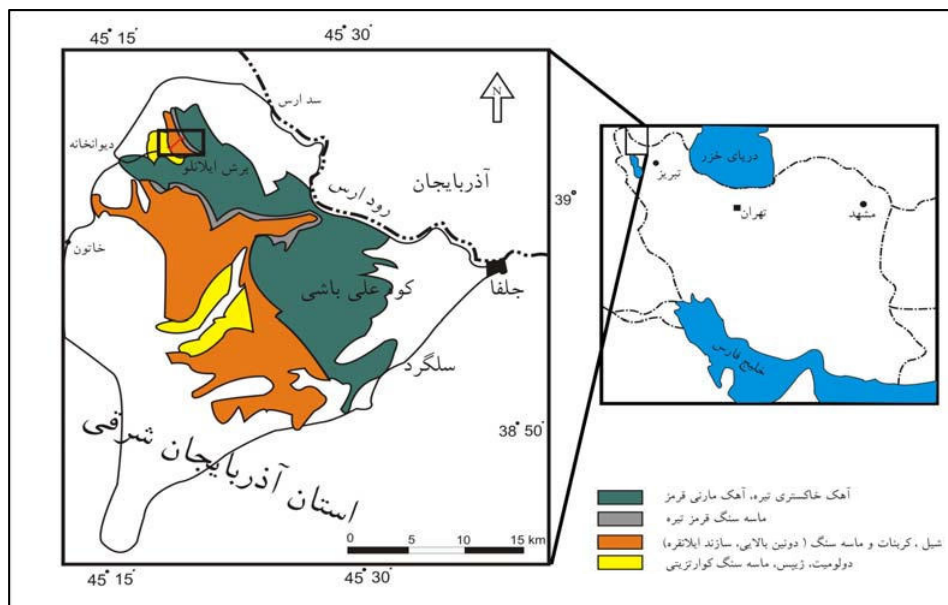 45° 15′
45° 30′
N
سد ارس
دیوانخانه
برش ایلانلو
رود ارس
آذربایجان
39°
خاتون
جلفا
کوه علی باشی
سلگرد
38° 50′
استان آذربایجان شرقی
0 5 10 15 km
45° 15′
45° 30′
دریای خزر
تبریز
تهران
مشهد
خلیج فارس
آهک خاکستری تیره، آهک مارنی قرمز
ماسه سنگ قرمز تیره
شیل ، کربنات و ماسه سنگ ( دونین بالایی، سازند ایلانقره)
دولومیت، ژیپس، ماسه سنگ کوارتزیتی